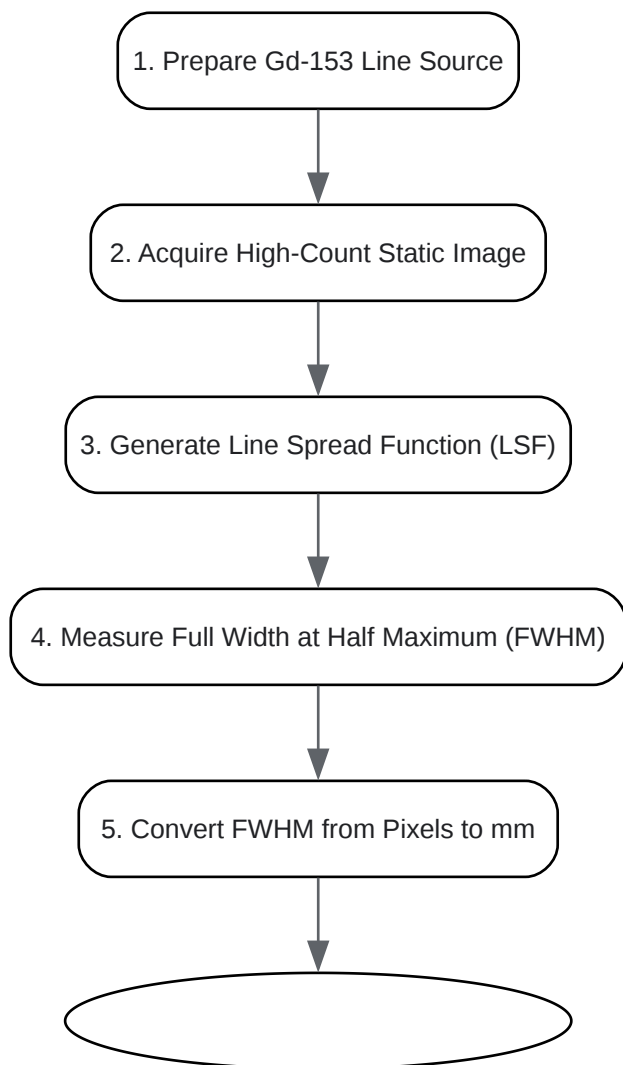 1. Prepare Gd-153 Line Source
2. Acquire High-Count Static Image
3. Generate Line Spread Function (LSF)
4. Measure Full Width at Half Maximum (FWHM)
5. Convert FWHM from Pixels to mm